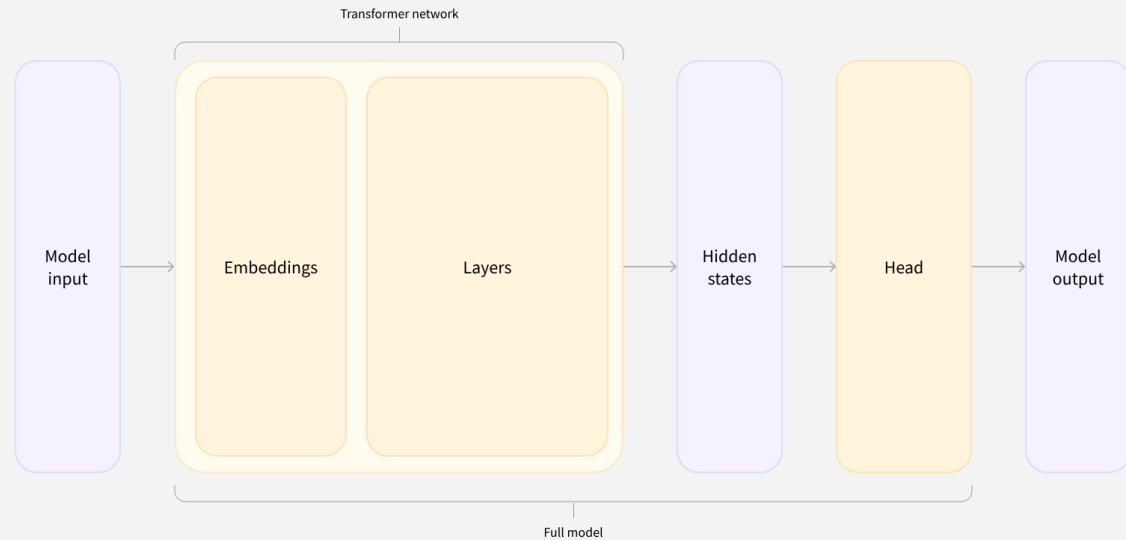 Transformer network
Model
input
Embeddings
Layers
Hidden
states
Head
Model
output
Full model